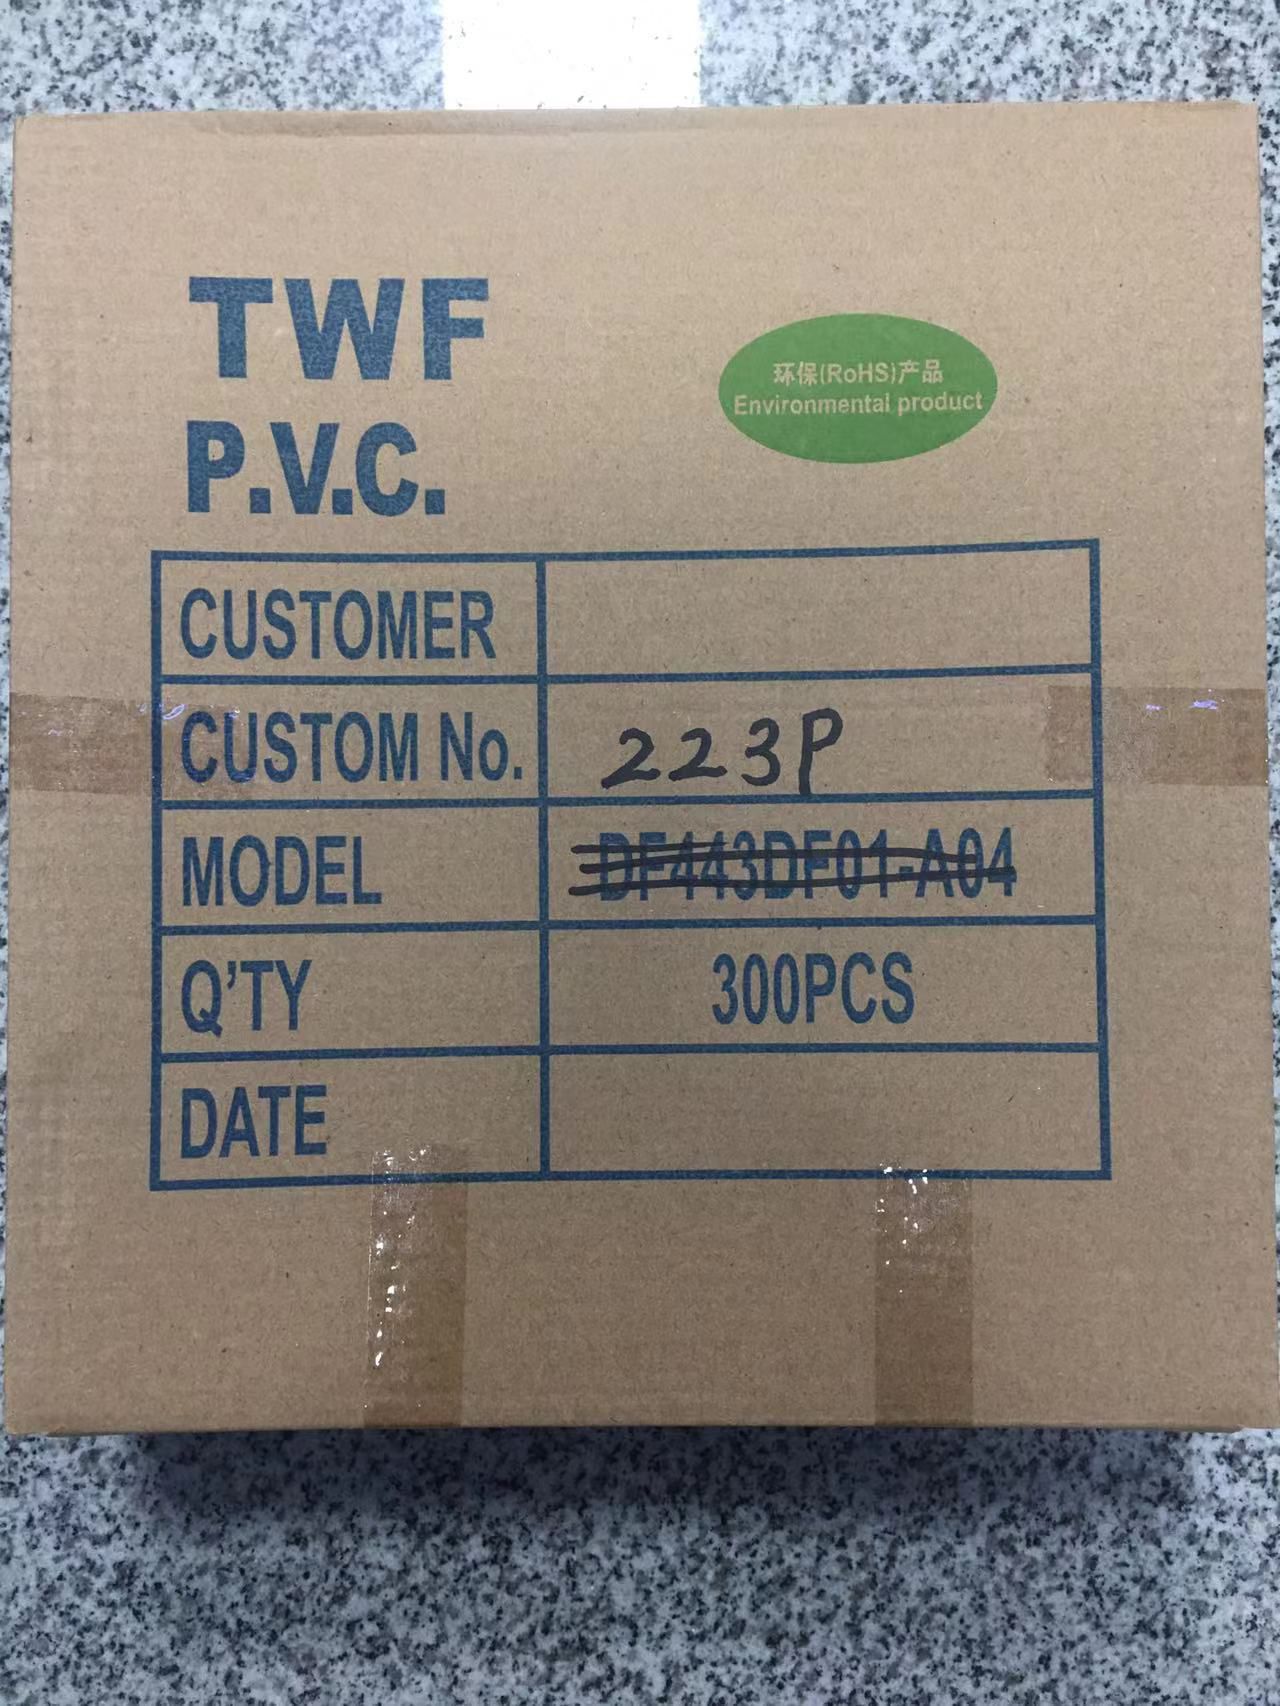 TWF
P.V.C.
环保(RoHS)产品
Environmental product
CUSTOMER
CUSTOM No. 223P
MODEL DF443DF01-A04
Q'TY 300PCS
DATE